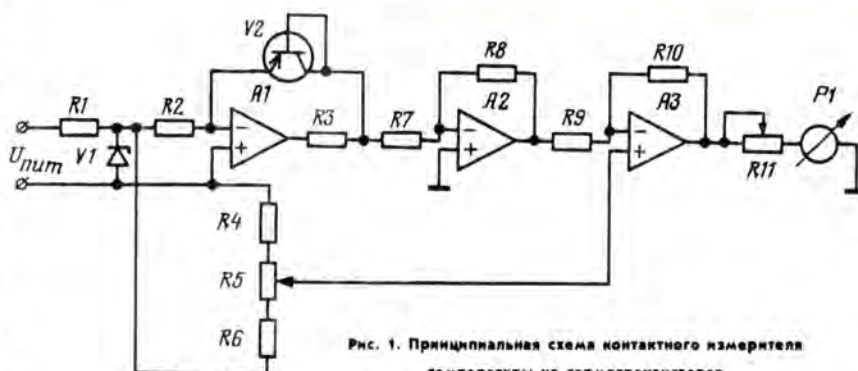 V2
R8
R10
R1
R2
A1
R3
R7
A2
R9
A3
P1
Uпит
V1
R11
R4
R5
R6
Рис. 1. Принципиальная схема контактного измерителя